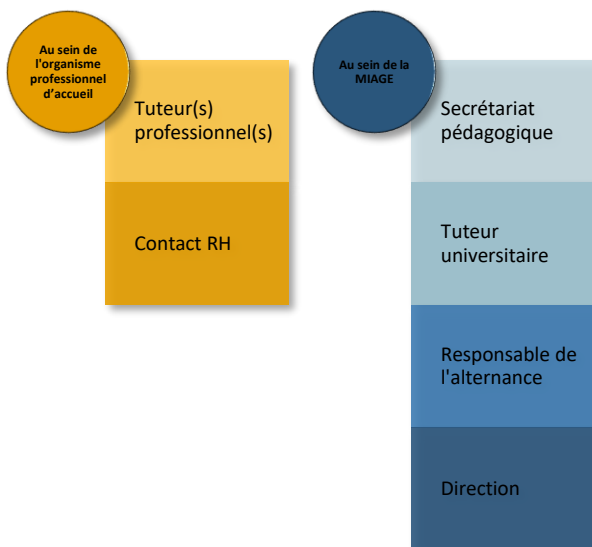 Au sein de
l'organisme
professionnel
d'accueil
Tuteur(s)
professionnel(s)
Contact RH
Au sein de la
MIAGE
Secrétariat
pédagogique
Tuteur
universitaire
Responsable de
l'alternance
Direction